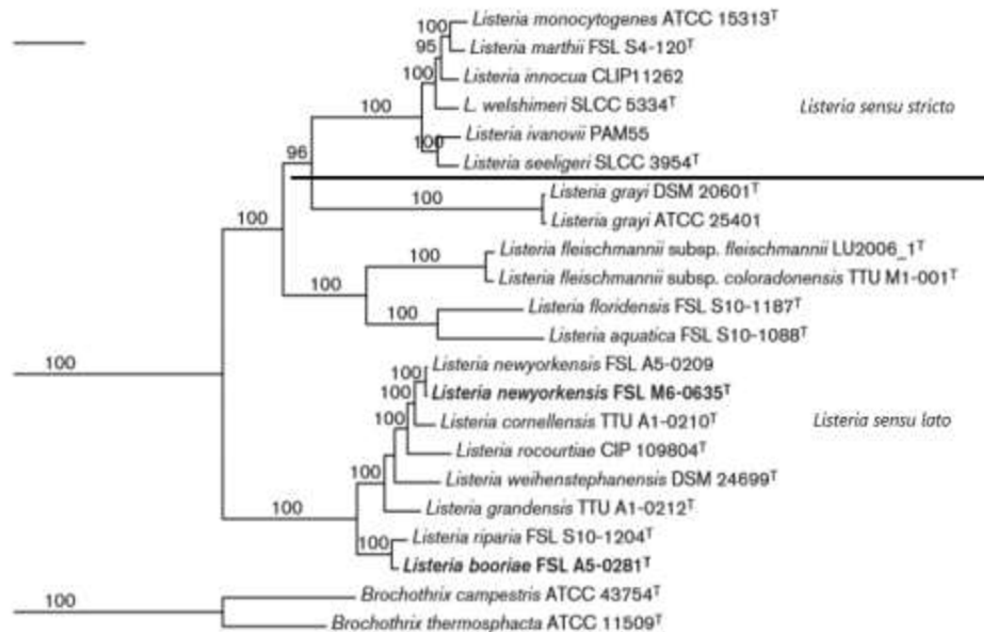 100
Listeria monocytogenes ATCC 15313ᵀ
95
Listeria marthii FSL S4-120ᵀ
100
Listeria innocua CLIP11262
100
L. welshimeri SLCC 5334ᵀ
Listeria sensu stricto
Listeria ivanovii PAM55
100
Listeria seeligeri SLCC 3954ᵀ
96
Listeria grayi DSM 20601ᵀ
100
Listeria grayi ATCC 25401
100
Listeria fleischmannii subsp. fleischmannii LU2006_1ᵀ
100
Listeria fleischmannii subsp. coloradonensis TTU M1-001ᵀ
100
Listeria floridensis FSL S10-1187ᵀ
100
Listeria aquatica FSL S10-1088ᵀ
100
Listeria newyorkensis FSL A5-0209
100
Listeria newyorkensis FSL M6-0635ᵀ
100
Listeria cornellensis TTU A1-0210ᵀ
Listeria sensu lato
100
Listeria rocourtiae CIP 109804ᵀ
100
Listeria weihenstephanensis DSM 24699ᵀ
100
Listeria grandensis TTU A1-0212ᵀ
Listeria riparia FSL S10-1204ᵀ
100
Listeria booriae FSL A5-0281ᵀ
Brochothrix campestris ATCC 43754ᵀ
100
Brochothrix thermosphacta ATCC 11509ᵀ